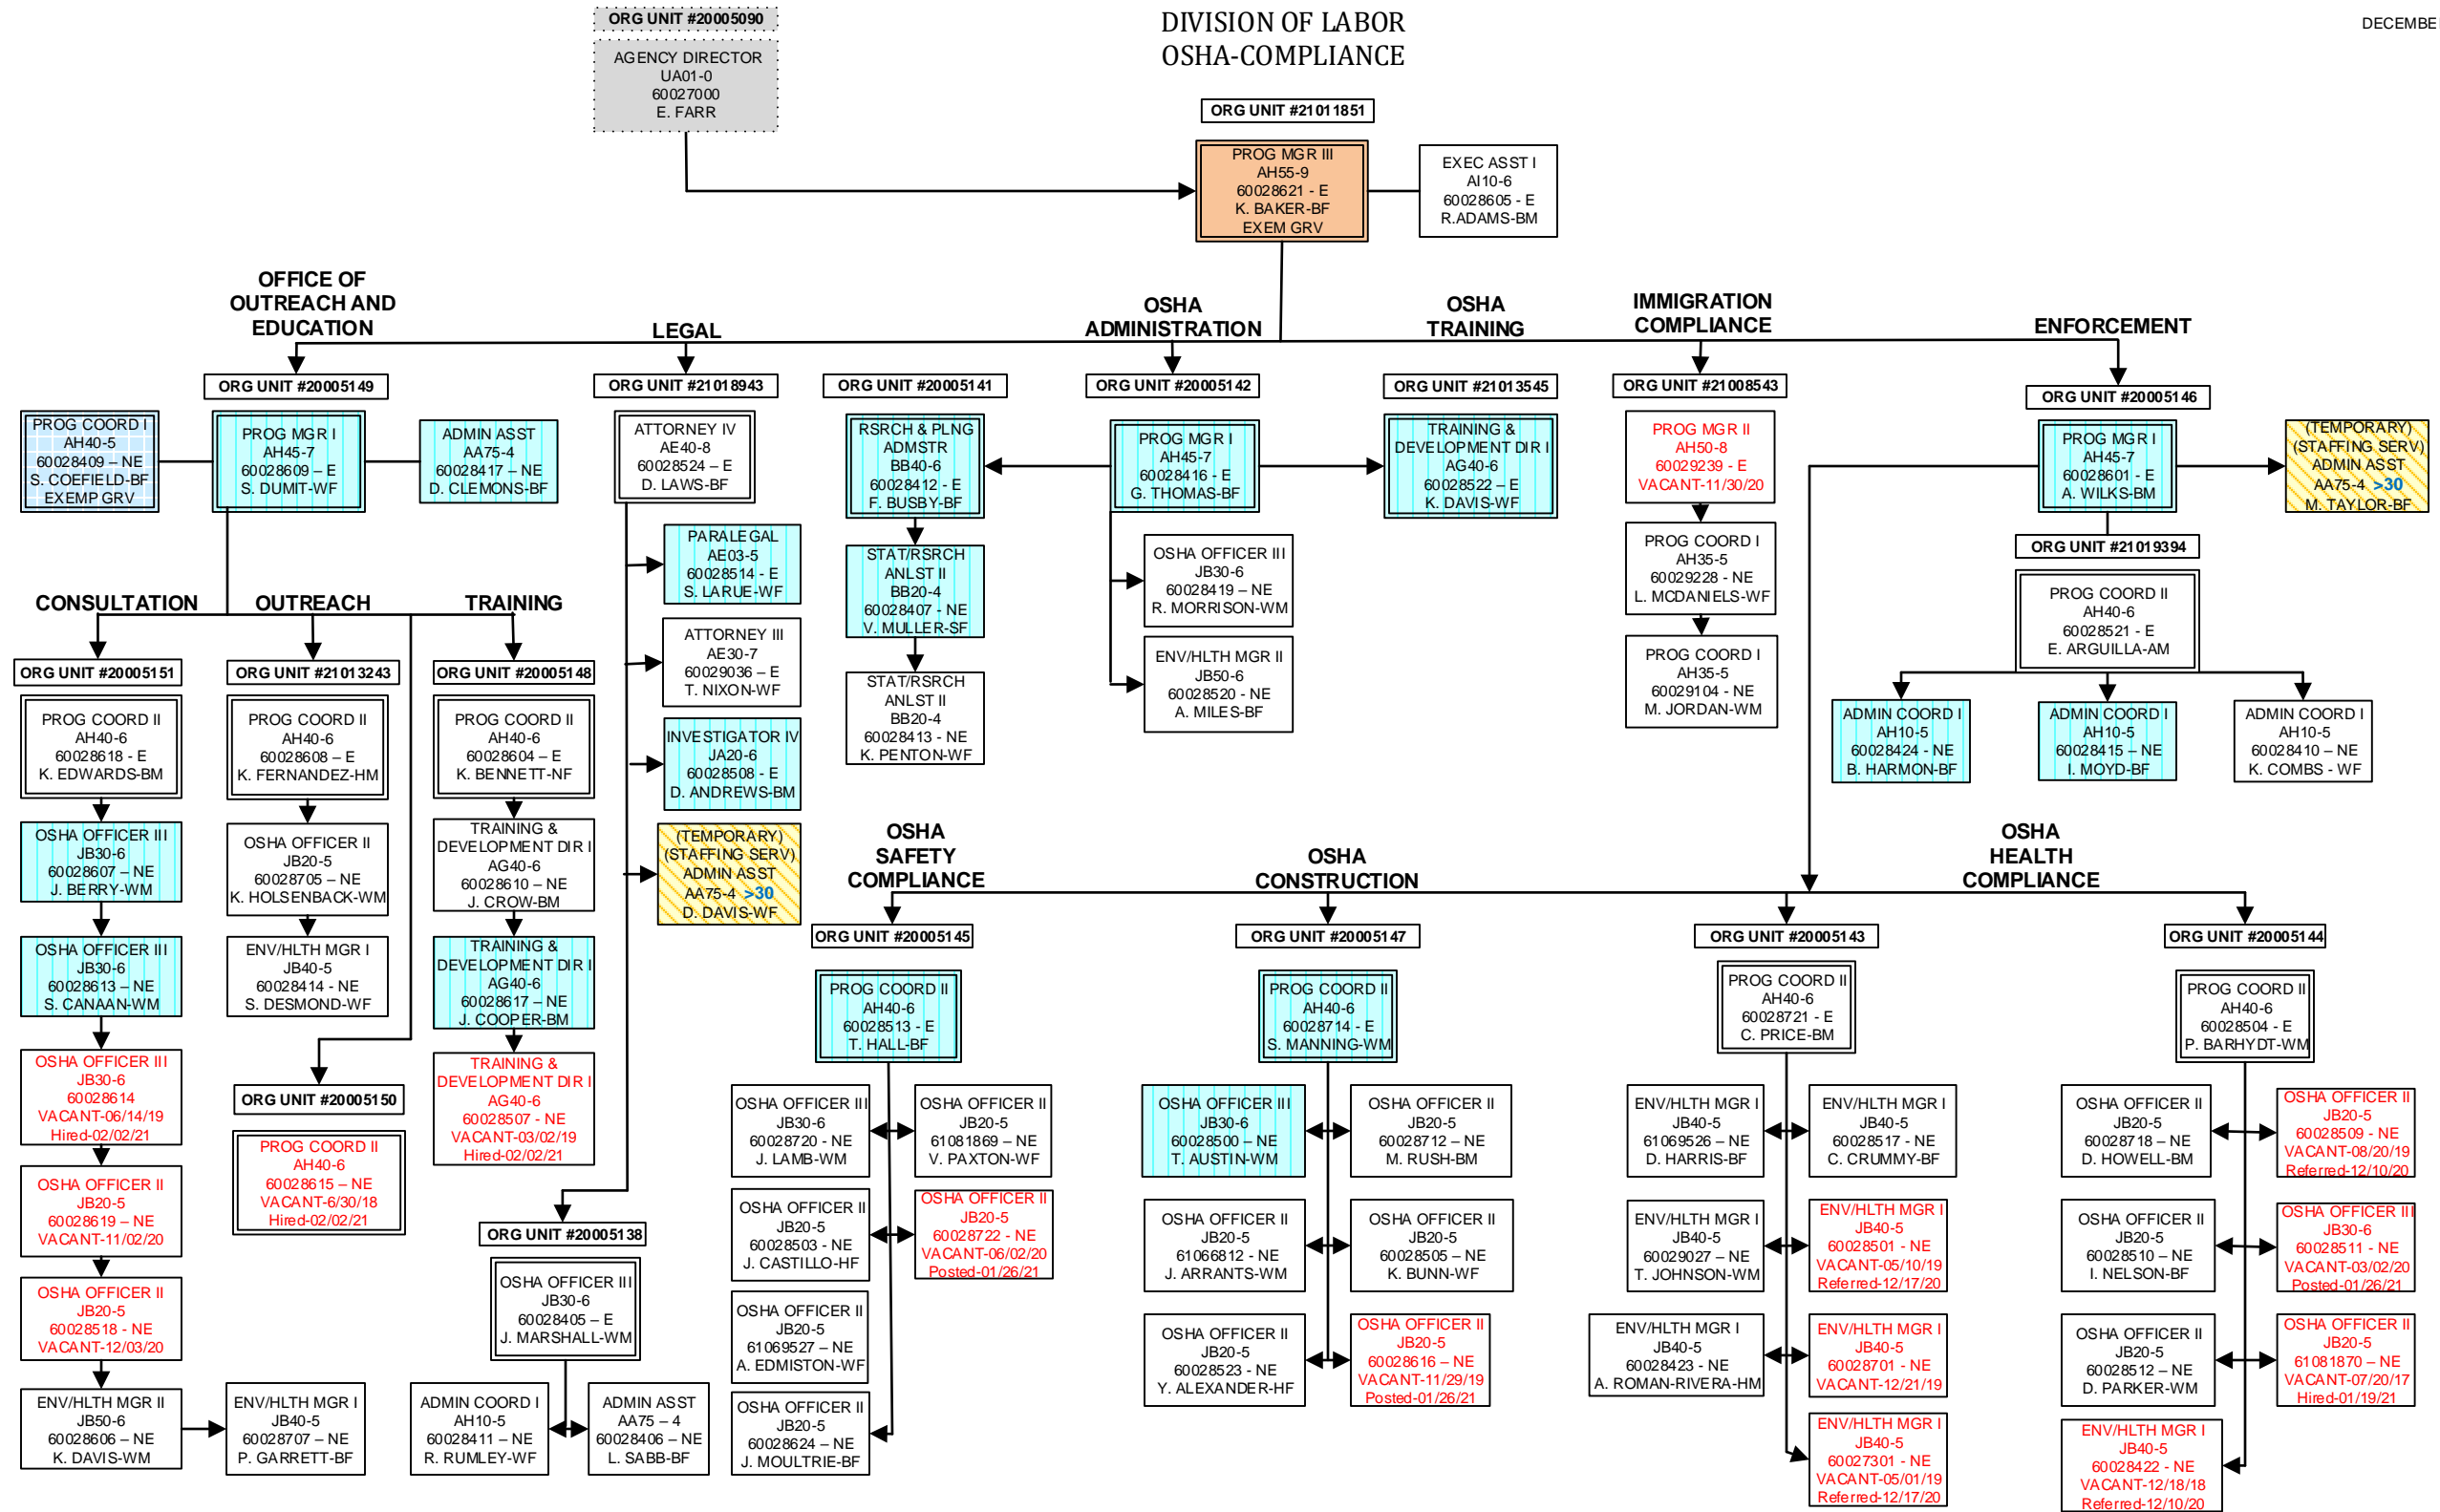 ORG UNIT #20005090
AGENCY DIRECTOR
UA01-0
60027000
E. FARR
DIVISION OF LABOR
OSHA-COMPLIANCE
DECEMBE
ORG UNIT #21011851
PROG MGR III
AH55-9
60028621 - E
K. BAKER-BF
EXEM GRV
EXEC ASST I
AI10-6
60028605 - E
R.ADAMS-BM
OFFICE OF
OUTREACH AND
EDUCATION
LEGAL
OSHA
ADMINISTRATION
OSHA
TRAINING
IMMIGRATION
COMPLIANCE
ENFORCEMENT
ORG UNIT #20005149
PROG COORD I
AH40-5
60028409 – NE
S. COEFIELD-BF
EXEMP GRV
PROG MGR I
AH45-7
60028609 – E
S. DUMIT-WF
ADMIN ASST
AA75-4
60028417 – NE
D. CLEMONS-BF
ORG UNIT #21018943
ATTORNEY IV
AE40-8
60028524 – E
D. LAWS-BF
PARALEGAL
AE03-5
60028514 - E
S. LARUE-WF
ATTORNEY III
AE30-7
60029036 – E
T. NIXON-WF
INVESTIGATOR IV
JA20-6
60028508 - E
D. ANDREWS-BM
(TEMPORARY)
(STAFFING SERV)
ADMIN ASST
AA75-4 >30
D. DAVIS-WF
ORG UNIT #20005141
RSRCH & PLNG
ADMSTR
BB40-6
60028412 - E
F. BUSBY-BF
STAT/RSRCH
ANLST II
BB20-4
60028407 - NE
V. MULLER-SF
STAT/RSRCH
ANLST II
BB20-4
60028413 - NE
K. PENTON-WF
ORG UNIT #20005142
PROG MGR I
AH45-7
60028416 - E
G. THOMAS-BF
OSHA OFFICER III
JB30-6
60028419 – NE
R. MORRISON-WM
ENV/HLTH MGR II
JB50-6
60028520 - NE
A. MILES-BF
ORG UNIT #21013545
TRAINING &
DEVELOPMENT DIR I
AG40-6
60028522 – E
K. DAVIS-WF
ORG UNIT #21008543
PROG MGR II
AH50-8
60029239 - E
VACANT-11/30/20
PROG COORD I
AH35-5
60029228 - NE
L. MCDANIELS-WF
PROG COORD I
AH35-5
60029104 - NE
M. JORDAN-WM
ORG UNIT #20005146
PROG MGR I
AH45-7
60028601 - E
A. WILKS-BM
(TEMPORARY)
(STAFFING SERV)
ADMIN ASST
AA75-4 >30
M. TAYLOR-BF
ORG UNIT #21019394
PROG COORD II
AH40-6
60028521 - E
E. ARGUILLA-AM
ADMIN COORD I
AH10-5
60028424 - NE
B. HARMON-BF
ADMIN COORD I
AH10-5
60028415 – NE
I. MOYD-BF
ADMIN COORD I
AH10-5
60028410 – NE
K. COMBS - WF
CONSULTATION
OUTREACH
TRAINING
ORG UNIT #20005151
PROG COORD II
AH40-6
60028618 - E
K. EDWARDS-BM
OSHA OFFICER III
JB30-6
60028607 – NE
J. BERRY-WM
OSHA OFFICER III
JB30-6
60028613 – NE
S. CANAAN-WM
OSHA OFFICER III
JB30-6
60028614
VACANT-06/14/19
Hired-02/02/21
OSHA OFFICER II
JB20-5
60028619 – NE
VACANT-11/02/20
OSHA OFFICER II
JB20-5
60028518 - NE
VACANT-12/03/20
ENV/HLTH MGR II
JB50-6
60028606 – NE
K. DAVIS-WM
ENV/HLTH MGR I
JB40-5
60028707 – NE
P. GARRETT-BF
ORG UNIT #21013243
PROG COORD II
AH40-6
60028608 – E
K. FERNANDEZ-HM
OSHA OFFICER II
JB20-5
60028705 – NE
K. HOLSENBACK-WM
ENV/HLTH MGR I
JB40-5
60028414 - NE
S. DESMOND-WF
ORG UNIT #20005150
PROG COORD II
AH40-6
60028615 – NE
VACANT-6/30/18
Hired-02/02/21
ORG UNIT #20005148
PROG COORD II
AH40-6
60028604 – E
K. BENNETT-NF
TRAINING &
DEVELOPMENT DIR I
AG40-6
60028610 – NE
J. CROW-BM
TRAINING &
DEVELOPMENT DIR I
AG40-6
60028617 – NE
J. COOPER-BM
TRAINING &
DEVELOPMENT DIR I
AG40-6
60028507 - NE
VACANT-03/02/19
Hired-02/02/21
ORG UNIT #20005138
OSHA OFFICER III
JB30-6
60028405 – E
J. MARSHALL-WM
ADMIN COORD I
AH10-5
60028411 – NE
R. RUMLEY-WF
ADMIN ASST
AA75 – 4
60028406 – NE
L. SABB-BF
OSHA
SAFETY
COMPLIANCE
OSHA
CONSTRUCTION
OSHA
HEALTH
COMPLIANCE
ORG UNIT #20005145
PROG COORD II
AH40-6
60028513 - E
T. HALL-BF
OSHA OFFICER III
JB30-6
60028720 - NE
J. LAMB-WM
OSHA OFFICER II
JB20-5
61081869 – NE
V. PAXTON-WF
OSHA OFFICER II
JB20-5
60028503 - NE
J. CASTILLO-HF
OSHA OFFICER II
JB20-5
60028722 - NE
VACANT-06/02/20
Posted-01/26/21
OSHA OFFICER II
JB20-5
61069527 – NE
A. EDMISTON-WF
OSHA OFFICER II
JB20-5
60028624 – NE
J. MOULTRIE-BF
ORG UNIT #20005147
PROG COORD II
AH40-6
60028714 - E
S. MANNING-WM
OSHA OFFICER III
JB30-6
60028500 – NE
T. AUSTIN-WM
OSHA OFFICER II
JB20-5
60028712 – NE
M. RUSH-BM
OSHA OFFICER II
JB20-5
61066812 - NE
J. ARRANTS-WM
OSHA OFFICER II
JB20-5
60028505 – NE
K. BUNN-WF
OSHA OFFICER II
JB20-5
60028523 - NE
Y. ALEXANDER-HF
OSHA OFFICER II
JB20-5
60028616 – NE
VACANT-11/29/19
Posted-01/26/21
ORG UNIT #20005143
PROG COORD II
AH40-6
60028721 - E
C. PRICE-BM
ENV/HLTH MGR I
JB40-5
61069526 – NE
D. HARRIS-BF
ENV/HLTH MGR I
JB40-5
60028517 - NE
C. CRUMMY-BF
ENV/HLTH MGR I
JB40-5
60029027 – NE
T. JOHNSON-WM
ENV/HLTH MGR I
JB40-5
60028501 - NE
VACANT-05/10/19
Referred-12/17/20
ENV/HLTH MGR I
JB40-5
60028423 - NE
A. ROMAN-RIVERA-HM
ENV/HLTH MGR I
JB40-5
60028701 - NE
VACANT-12/21/19
ENV/HLTH MGR I
JB40-5
60027301 - NE
VACANT-05/01/19
Referred-12/17/20
ORG UNIT #20005144
PROG COORD II
AH40-6
60028504 - E
P. BARHYDT-WM
OSHA OFFICER II
JB20-5
60028718 – NE
D. HOWELL-BM
OSHA OFFICER II
JB20-5
60028509 - NE
VACANT-08/20/19
Referred-12/10/20
OSHA OFFICER II
JB20-5
60028510 – NE
I. NELSON-BF
OSHA OFFICER III
JB30-6
60028511 - NE
VACANT-03/02/20
Posted-01/26/21
OSHA OFFICER II
JB20-5
60028512 – NE
D. PARKER-WM
OSHA OFFICER II
JB20-5
61081870 – NE
VACANT-07/20/17
Hired-01/19/21
ENV/HLTH MGR I
JB40-5
60028422 - NE
VACANT-12/18/18
Referred-12/10/20